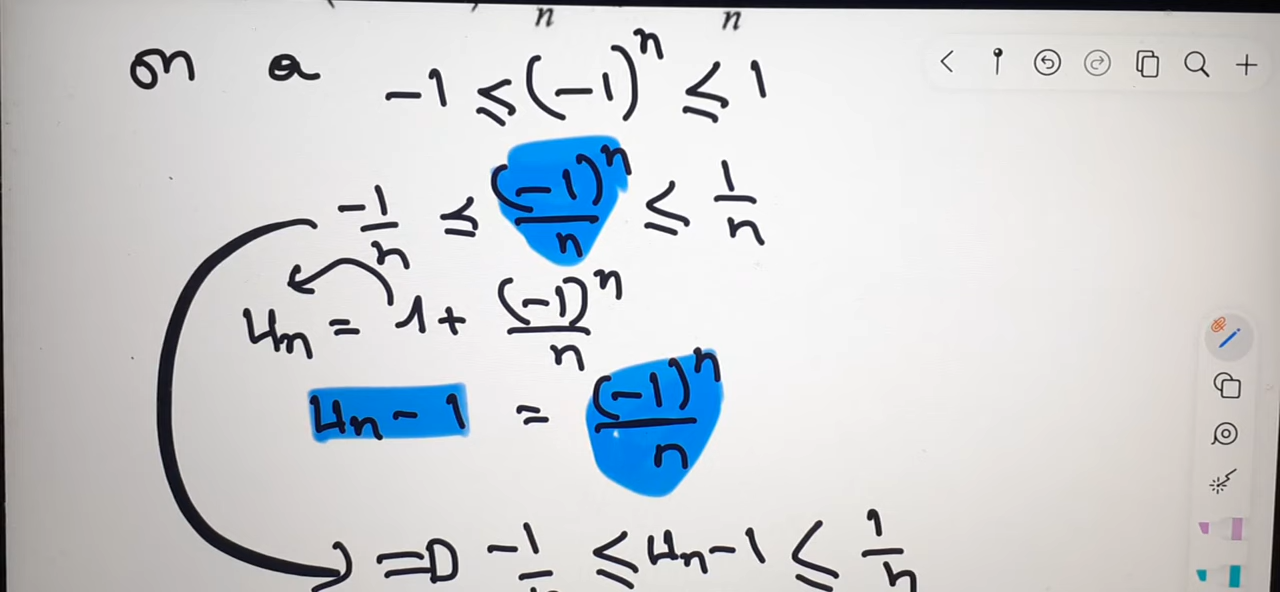 n n
on a -1 ≤ (-1)^n ≤ 1
-1/n ≤ (-1)^n/n ≤ 1/n
Un = 1 + (-1)^n/n
Un - 1 = (-1)^n/n
=> -1/n ≤ Un - 1 ≤ 1/n